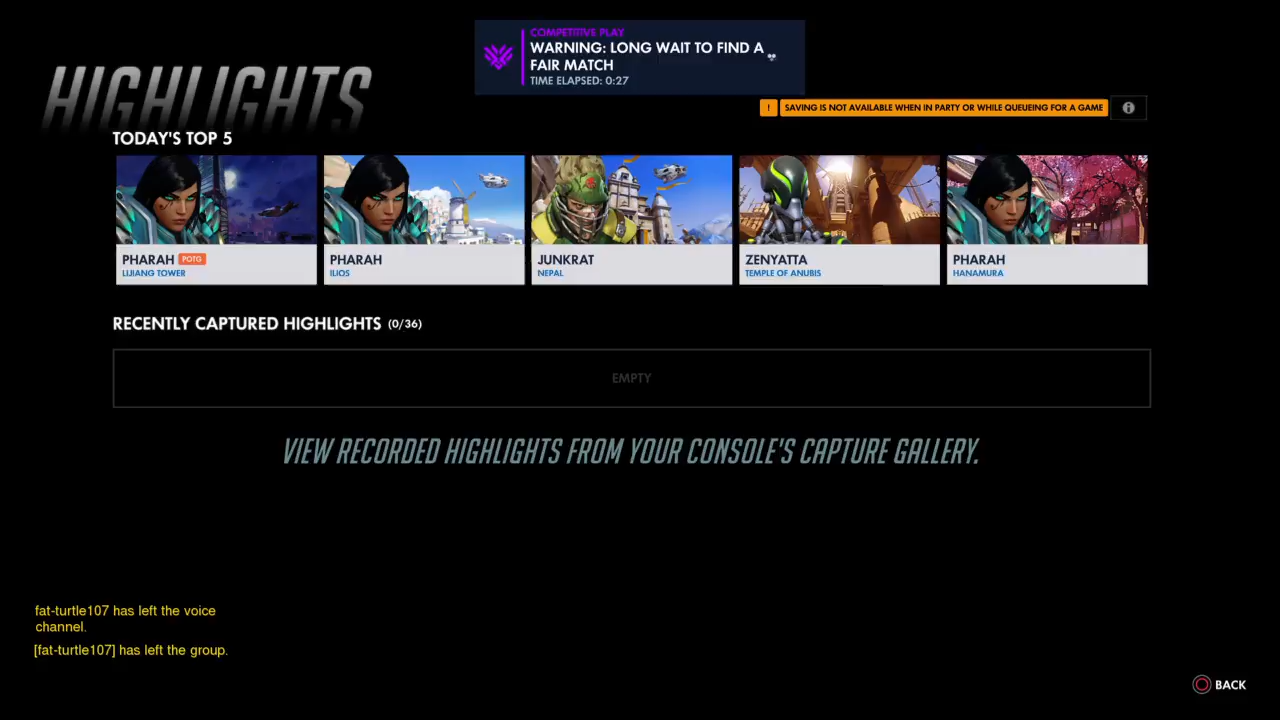 COMPETITIVE PLAY
WARNING: LONG WAIT TO FIND A
FAIR MATCH
TIME ELAPSED: 0:27
HIGHLIGHTS
! SAVING IS NOT AVAILABLE WHEN IN PARTY OR WHILE QUEUEING FOR A GAME
TODAY'S TOP 5
PHARAH POTG
LIJIANG TOWER
PHARAH
ILIOS
JUNKRAT
NEPAL
ZENYATTA
TEMPLE OF ANUBIS
PHARAH
HANAMURA
RECENTLY CAPTURED HIGHLIGHTS (0/36)
EMPTY
VIEW RECORDED HIGHLIGHTS FROM YOUR CONSOLE'S CAPTURE GALLERY.
fat-turtle107 has left the voice
channel.
[fat-turtle107] has left the group.
BACK